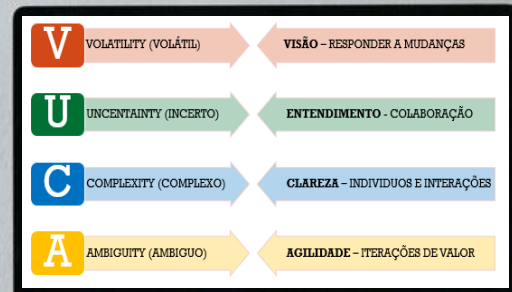 V VOLATILITY (VOLÁTIL) VISÃO – RESPONDER A MUDANÇAS
U UNCENTAINTY (INCERTO) ENTENDIMENTO - COLABORAÇÃO
C COMPLEXITY (COMPLEXO) CLAREZA – INDIVIDUOS E INTERAÇÕES
A AMBIGUITY (AMBIGUO) AGILIDADE – ITERAÇÕES DE VALOR